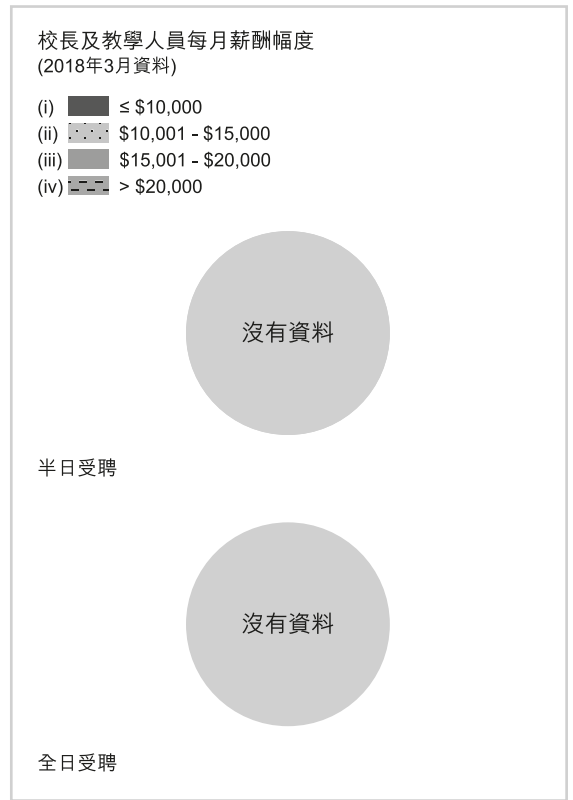 校長及教學人員每月薪酬幅度
(2018年3月資料)
(i) ≤ $10,000
(ii) $10,001 - $15,000
(iii) $15,001 - $20,000
(iv) > $20,000
沒有資料
半日受聘
沒有資料
全日受聘